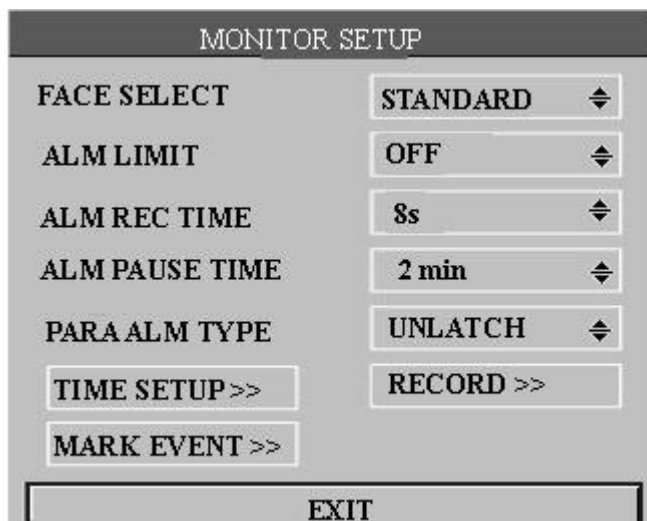 MONITOR SETUP
FACE SELECT STANDARD
ALM LIMIT OFF
ALM REC TIME 8s
ALM PAUSE TIME 2 min
PARA ALM TYPE UNLATCH
TIME SETUP >> RECORD >>
MARK EVENT >>
EXIT